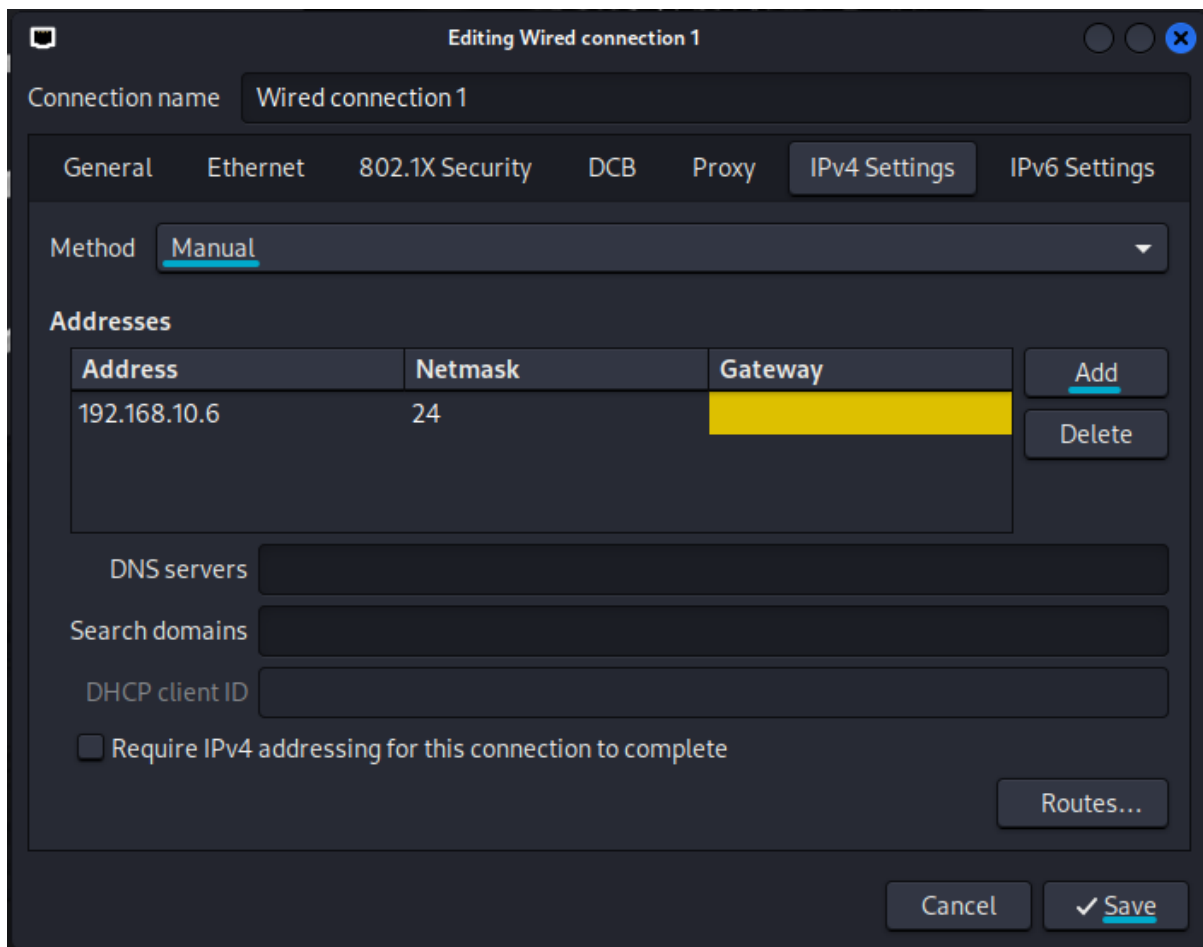 Editing Wired connection 1
Connection name Wired connection 1
General Ethernet 802.1X Security DCB Proxy IPv4 Settings IPv6 Settings
Method Manual
Addresses
Address Netmask Gateway Add
192.168.10.6 24
Delete
DNS servers
Search domains
DHCP client ID
Require IPv4 addressing for this connection to complete
Routes...
Cancel Save